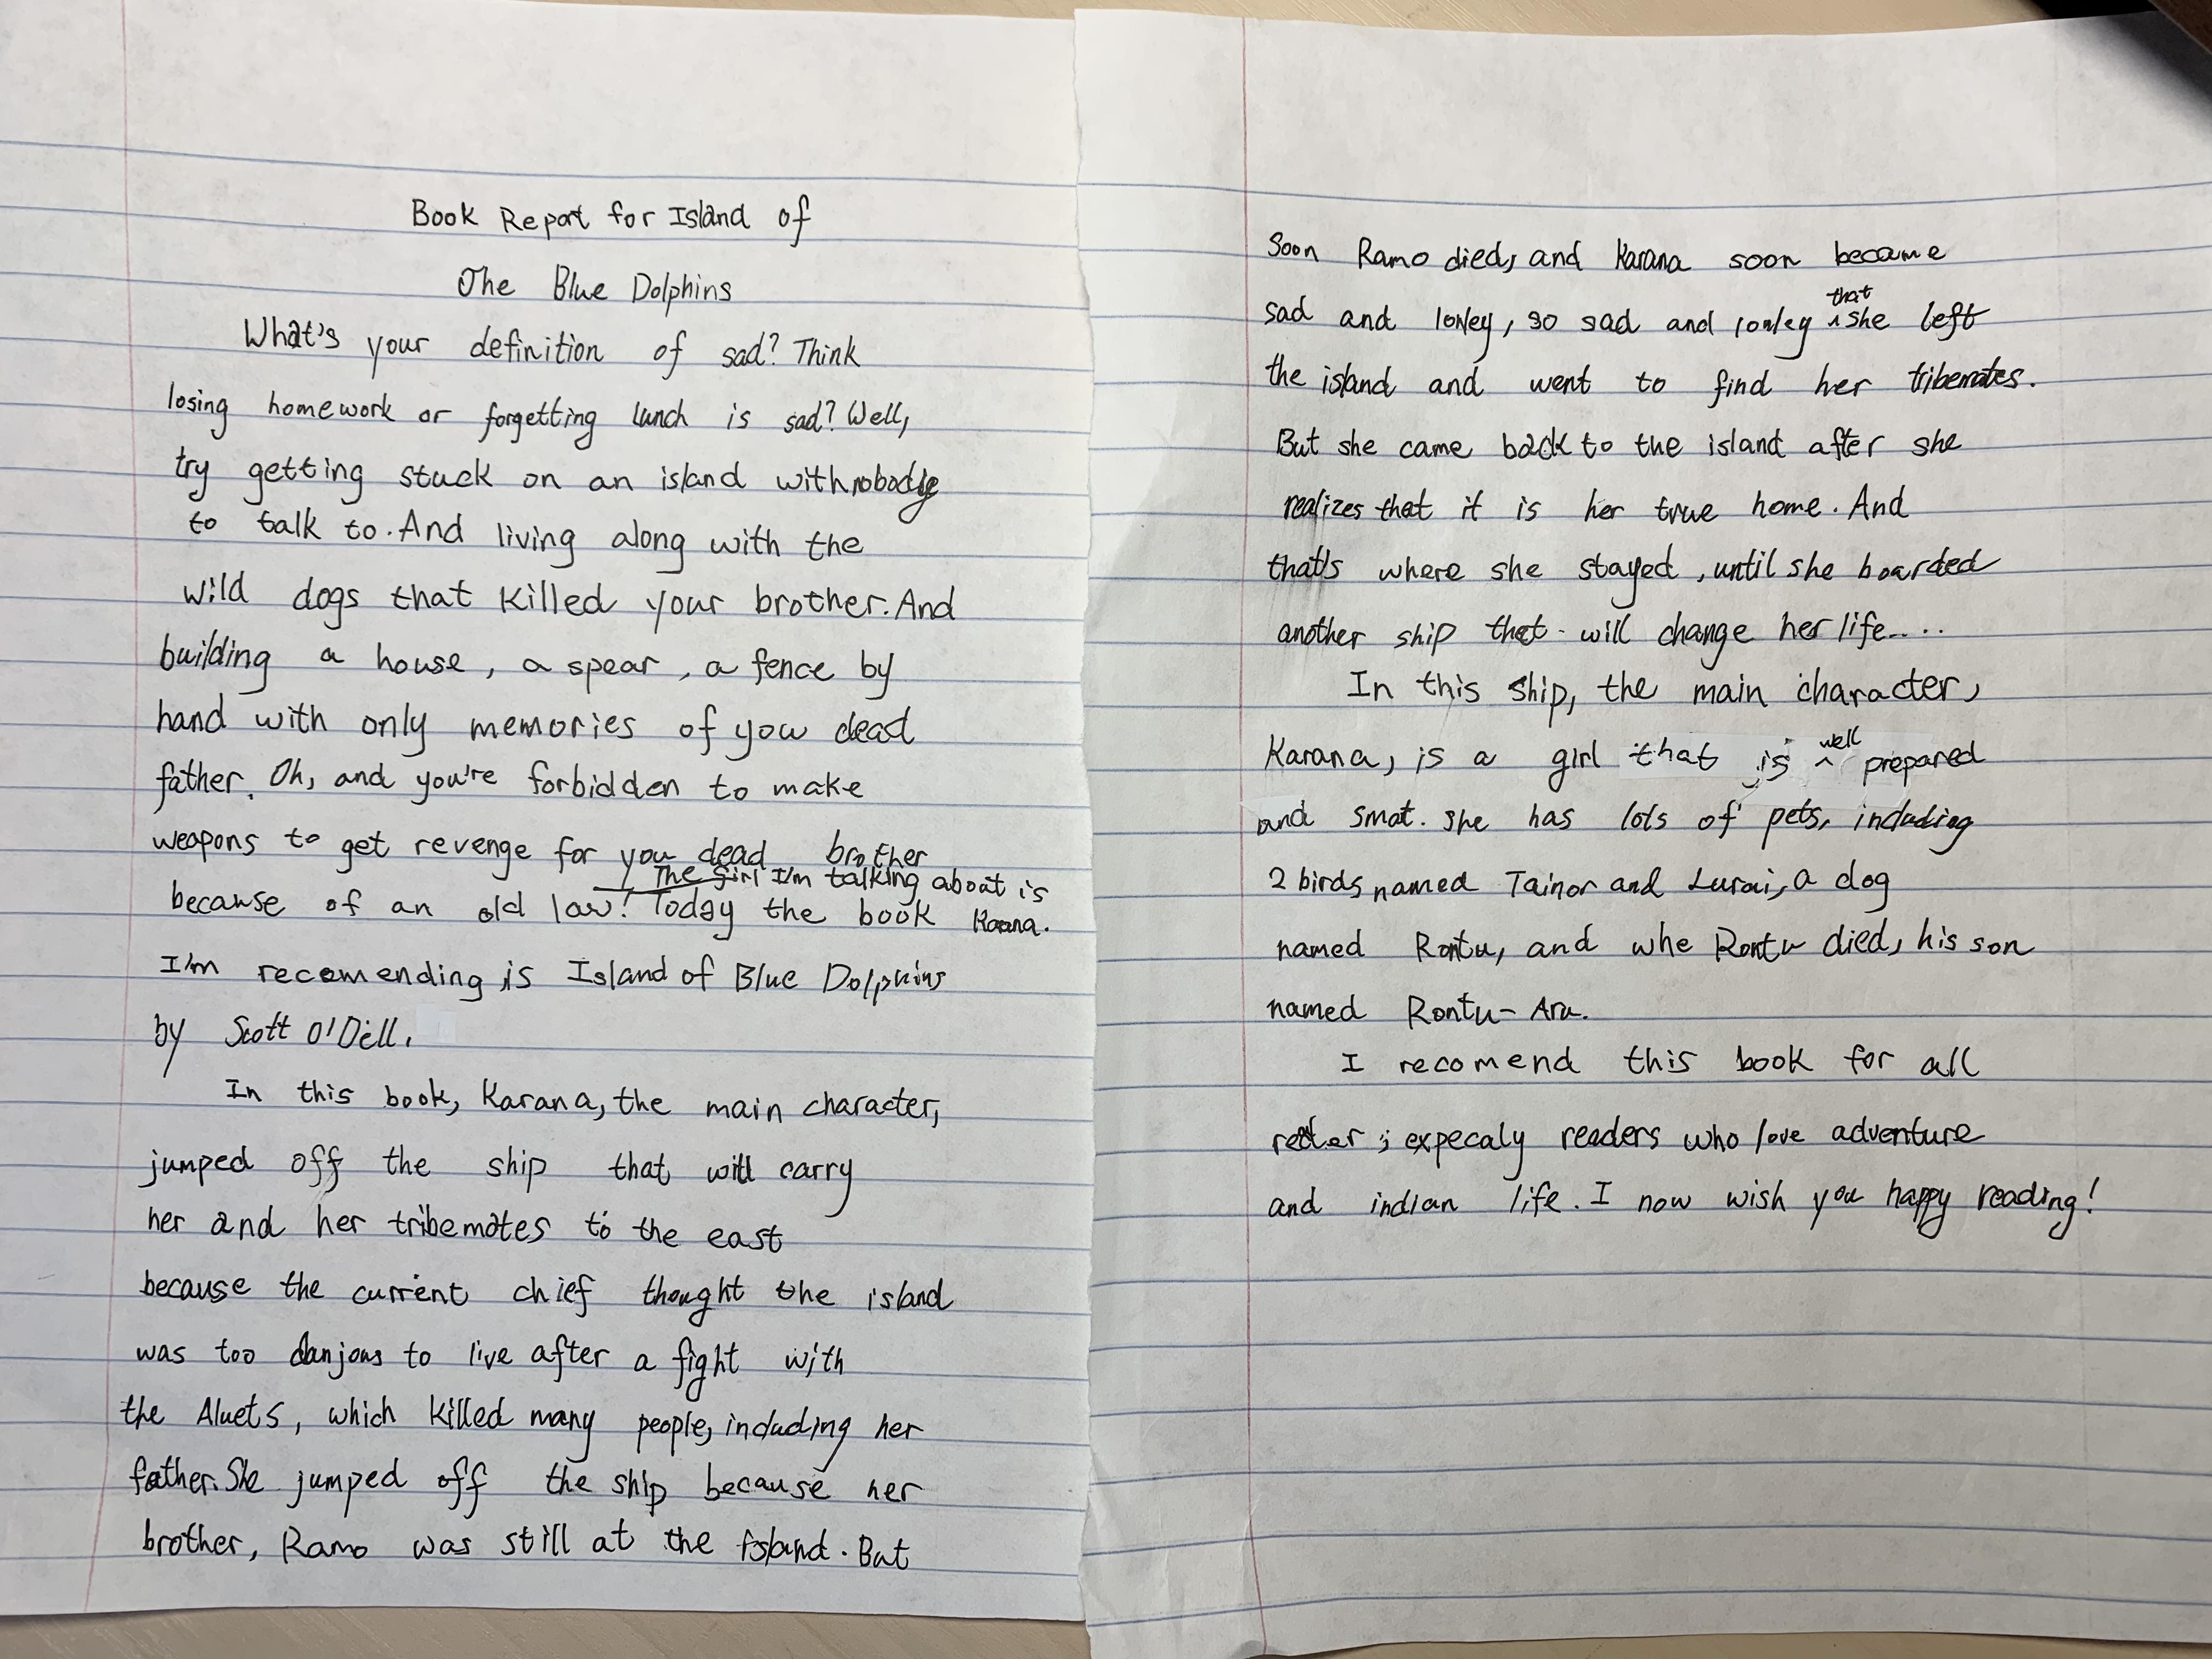 Book Report for Island of
The Blue Dolphins
What's your definition of sad? Think
losing homework or forgetting lunch is sad? Well,
try getting stuck on an island with nobody
to talk to. And living along with the
wild dogs that killed your brother. And
building a house, a spear, a fence by
hand with only memories of your dead
father. Oh, and you're forbidden to make
weapons to get revenge for you dead brother
The girl I'm talking about is
because of an old law! Today the book Karana.
I'm recomending is Island of Blue Dolphins
by Scott O'Dell.
In this book, Karana, the main character,
jumped off the ship that will carry
her and her tribemates to the east
because the current chief thought the island
was too danjous to live after a fight with
the Aluets, which killed many people, including her
father. She jumped off the ship because her
brother, Ramo was still at the island. But
soon Ramo died, and Karana soon became
that
sad and lonley, so sad and lonley ^ she left
the island and went to find her tribemates.
But she came back to the island after she
realizes that it is her true home. And
that's where she stayed, until she boarded
another ship that will change her life....
In this ship, the main character,
well
Karana, is a girl that is ^ prepared
and smat. she has lots of pets, including
2 birds named Tainor and Lurai, a dog
named Rontu, and whe Rontu died, his son
named Rontu-Aru.
I recomend this book for all
reader; expecaly readers who love adventure
and indian life. I now wish you happy reading!